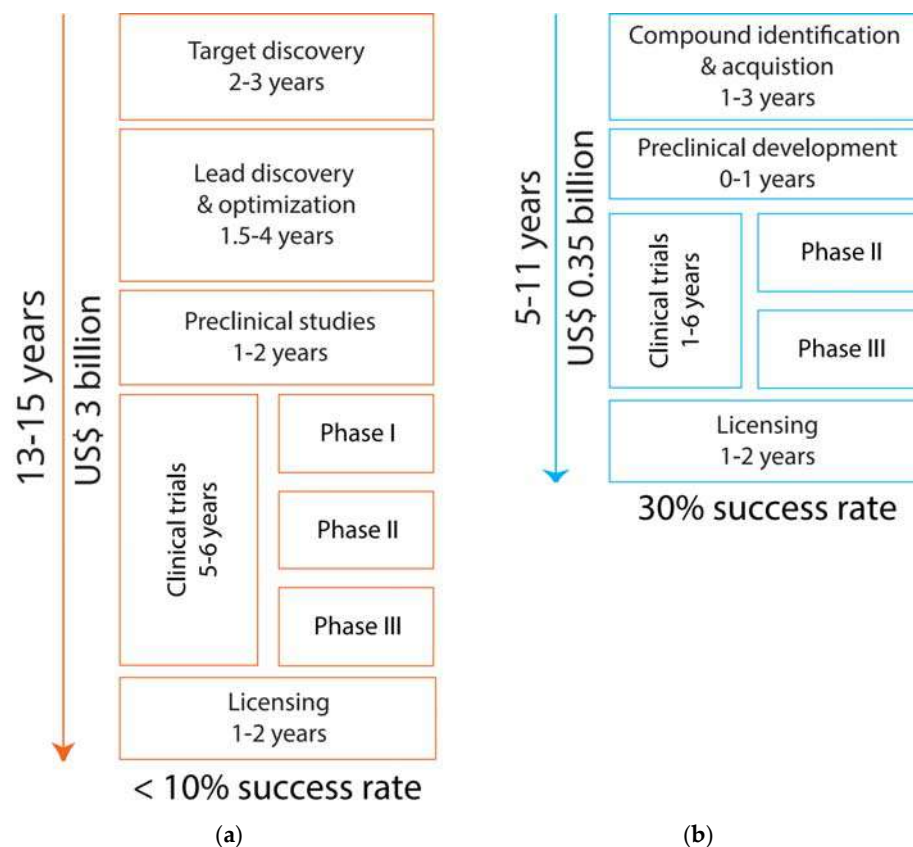 13-15 years
US$ 3 billion
Target discovery
2-3 years
Lead discovery
& optimization
1.5-4 years
Preclinical studies
1-2 years
Clinical trials
5-6 years
Phase I
Phase II
Phase III
Licensing
1-2 years
< 10% success rate
(a)
5-11 years
US$ 0.35 billion
Compound identification
& acquistion
1-3 years
Preclinical development
0-1 years
Clinical trials
1-6 years
Phase II
Phase III
Licensing
1-2 years
30% success rate
(b)